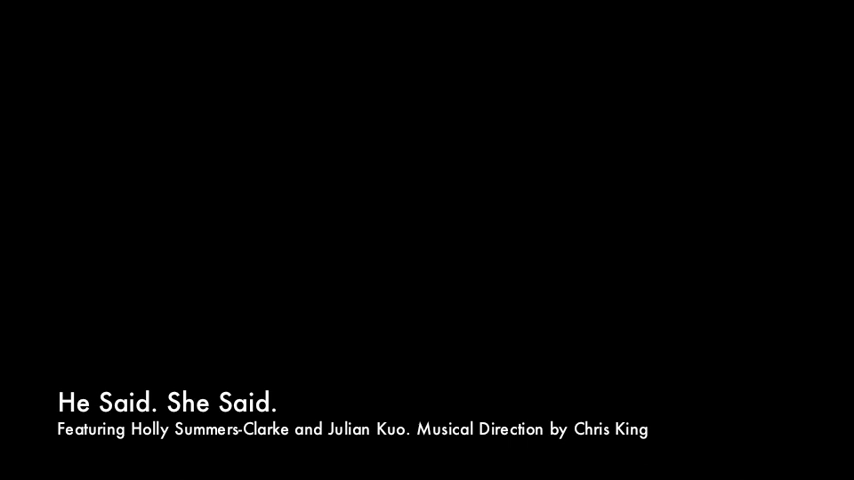 He Said. She Said.
Featuring Holly Summers-Clarke and Julian Kuo. Musical Direction by Chris King